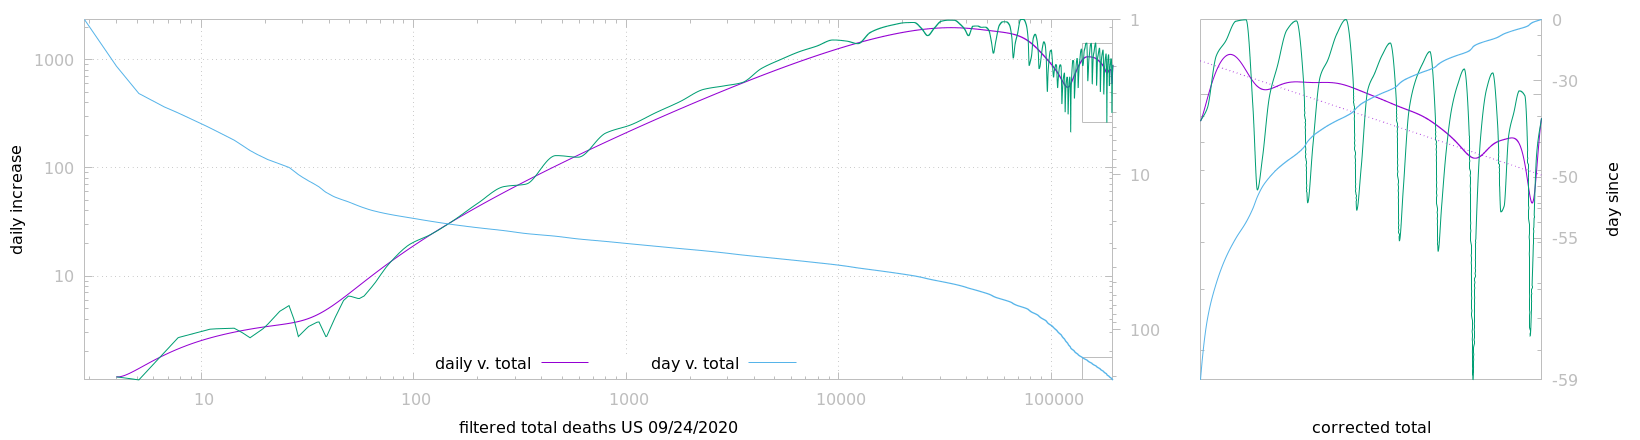 daily increase
1000
100
10
10
100
1000
10000
100000
1
10
100
daily v. total
day v. total
filtered total deaths US 09/24/2020
0
-30
-50
-55
-59
day since
corrected total